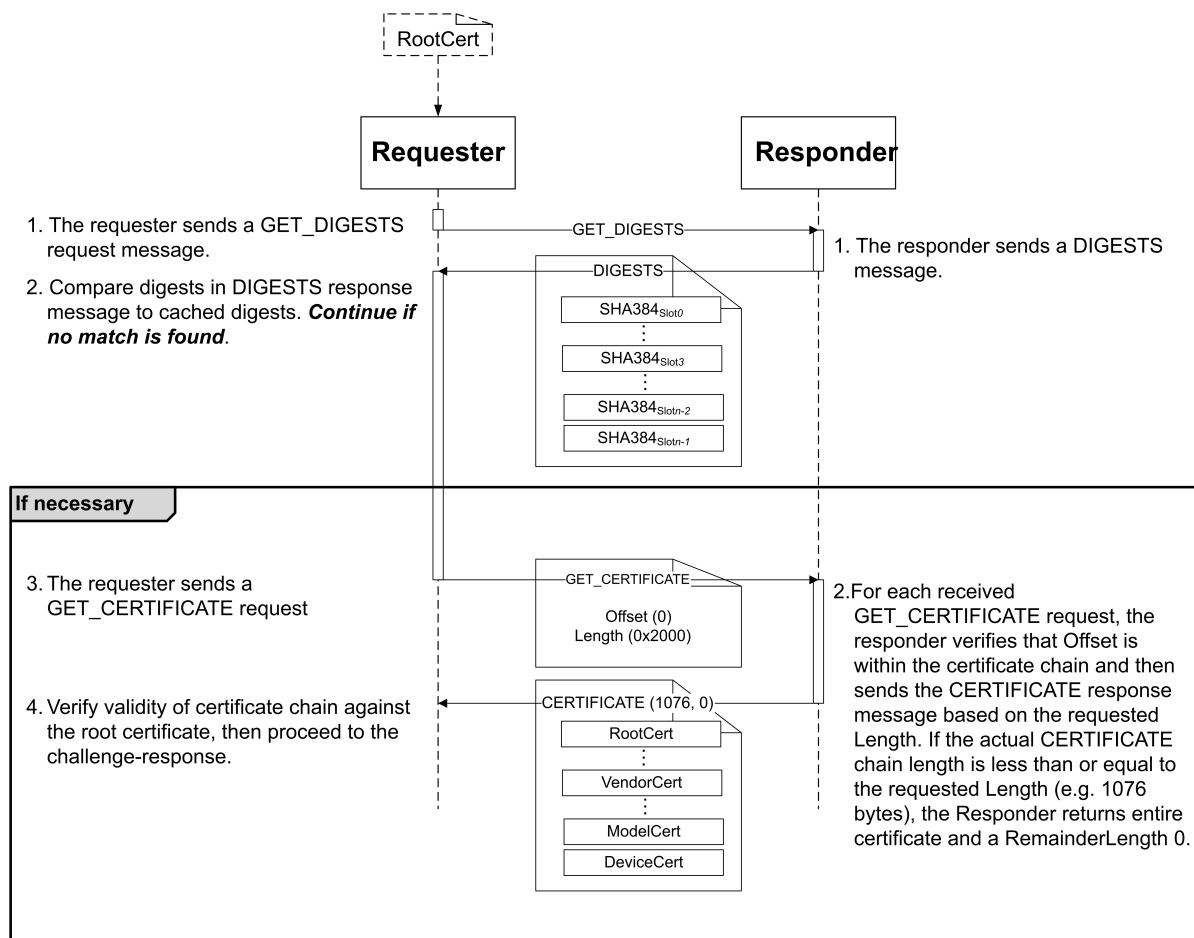 RootCert
Requester
Responder
1. The requester sends a GET_DIGESTS
request message.
2. Compare digests in DIGESTS response
message to cached digests. Continue if
no match is found.
GET_DIGESTS
1. The responder sends a DIGESTS
message.
DIGESTS
SHA384Slot0
SHA384Slot3
SHA384Slotn-2
SHA384Slotn-1
If necessary
3. The requester sends a
GET_CERTIFICATE request
GET_CERTIFICATE
Offset (0)
Length (0x2000)
2.For each received
GET_CERTIFICATE request, the
responder verifies that Offset is
within the certificate chain and then
sends the CERTIFICATE response
message based on the requested
Length. If the actual CERTIFICATE
chain length is less than or equal to
the requested Length (e.g. 1076
bytes), the Responder returns entire
certificate and a RemainderLength 0.
4. Verify validity of certificate chain against
the root certificate, then proceed to the
challenge-response.
CERTIFICATE (1076, 0)
RootCert
VendorCert
ModelCert
DeviceCert